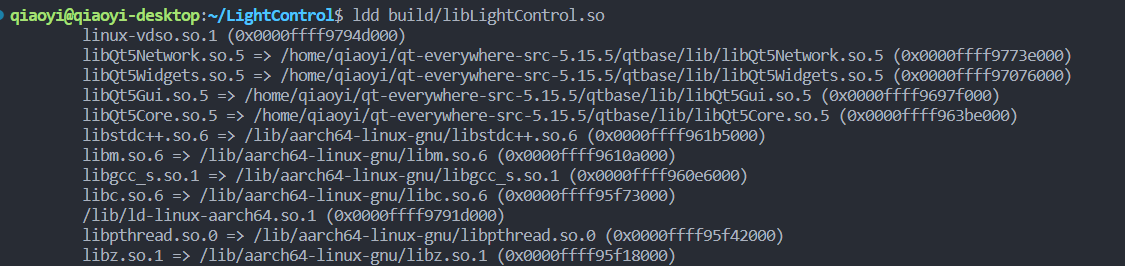 qiaoyi@qiaoyi-desktop:~/LightControl$ ldd build/libLightControl.so
linux-vdso.so.1 (0x0000ffff9794d000)
libQt5Network.so.5 => /home/qiaoyi/qt-everywhere-src-5.15.5/qtbase/lib/libQt5Network.so.5 (0x0000ffff9773e000)
libQt5Widgets.so.5 => /home/qiaoyi/qt-everywhere-src-5.15.5/qtbase/lib/libQt5Widgets.so.5 (0x0000ffff97076000)
libQt5Gui.so.5 => /home/qiaoyi/qt-everywhere-src-5.15.5/qtbase/lib/libQt5Gui.so.5 (0x0000ffff9697f000)
libQt5Core.so.5 => /home/qiaoyi/qt-everywhere-src-5.15.5/qtbase/lib/libQt5Core.so.5 (0x0000ffff963be000)
libstdc++.so.6 => /lib/aarch64-linux-gnu/libstdc++.so.6 (0x0000ffff961b5000)
libm.so.6 => /lib/aarch64-linux-gnu/libm.so.6 (0x0000ffff9610a000)
libgcc_s.so.1 => /lib/aarch64-linux-gnu/libgcc_s.so.1 (0x0000ffff960e6000)
libc.so.6 => /lib/aarch64-linux-gnu/libc.so.6 (0x0000ffff95f73000)
/lib/ld-linux-aarch64.so.1 (0x0000ffff9791d000)
libpthread.so.0 => /lib/aarch64-linux-gnu/libpthread.so.0 (0x0000ffff95f42000)
libz.so.1 => /lib/aarch64-linux-gnu/libz.so.1 (0x0000ffff95f18000)